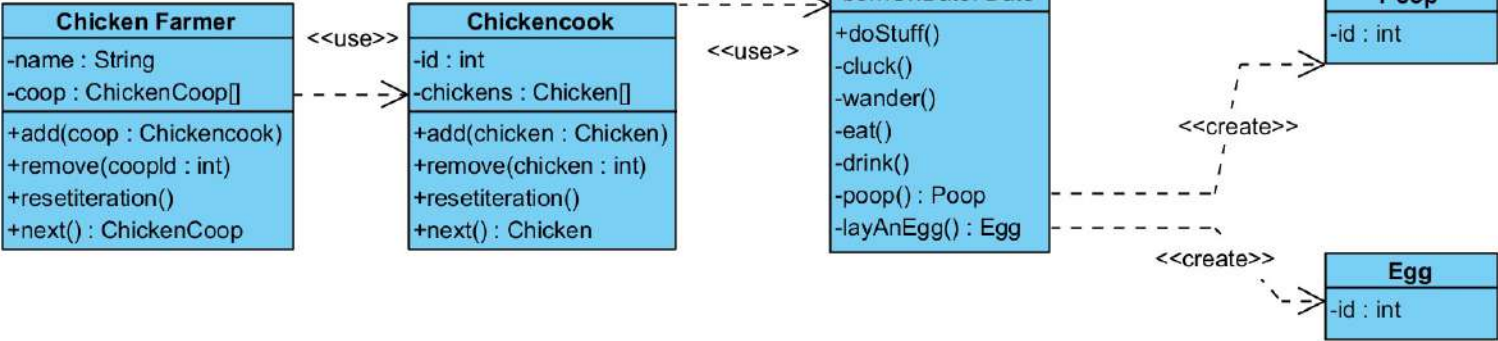 Chicken Farmer
-name : String
-coop : ChickenCoop[]
+add(coop : Chickencook)
+remove(coopId : int)
+resetiteration()
+next() : ChickenCoop
<<use>>
Chickencook
-id : int
-chickens : Chicken[]
+add(chicken : Chicken)
+remove(chicken : int)
+resetiteration()
+next() : Chicken
<<use>>
+doStuff()
-cluck()
-wander()
-eat()
-drink()
-poop() : Poop
-layAnEgg() : Egg
<<create>>
<<create>>
Poop
-id : int
Egg
-id : int